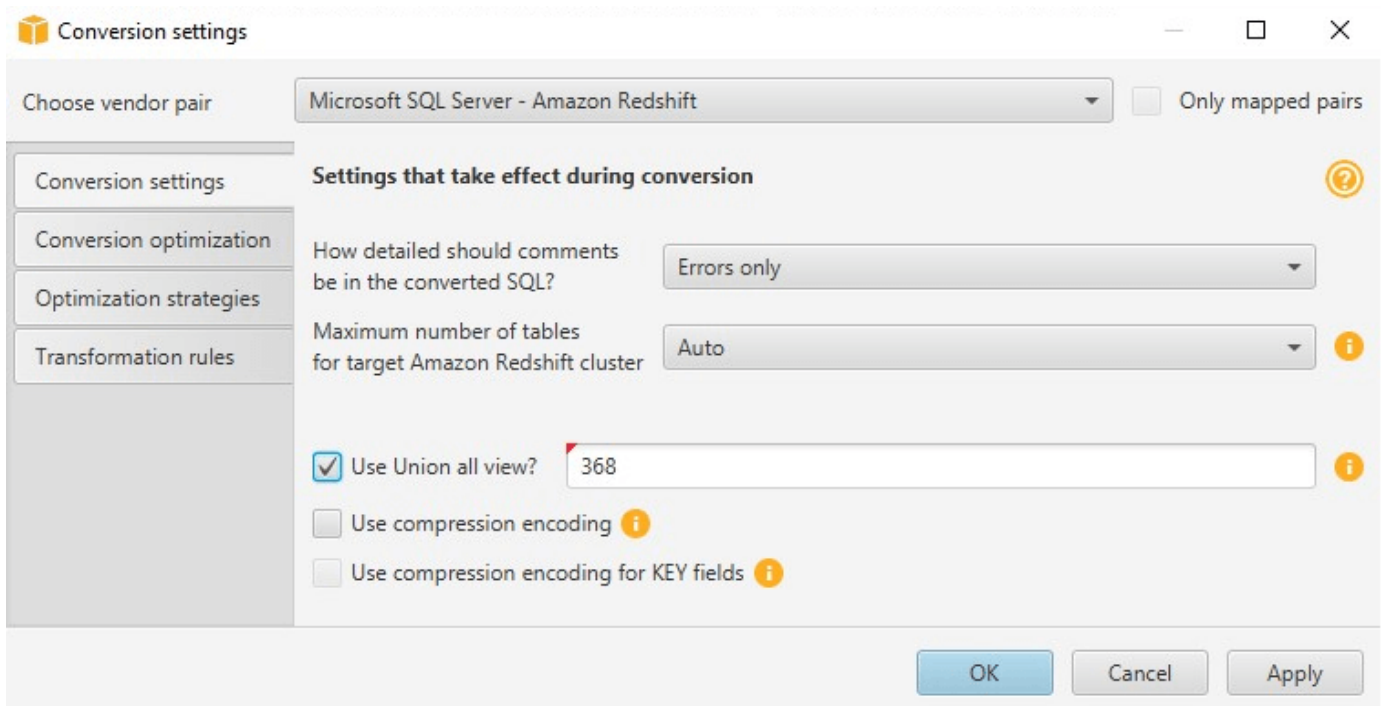 Conversion settings
Choose vendor pair
Microsoft SQL Server - Amazon Redshift
Only mapped pairs
Conversion settings
Conversion optimization
Optimization strategies
Transformation rules
Settings that take effect during conversion
How detailed should comments
be in the converted SQL?
Errors only
Maximum number of tables
for target Amazon Redshift cluster
Auto
Use Union all view?
368
Use compression encoding
Use compression encoding for KEY fields
OK
Cancel
Apply